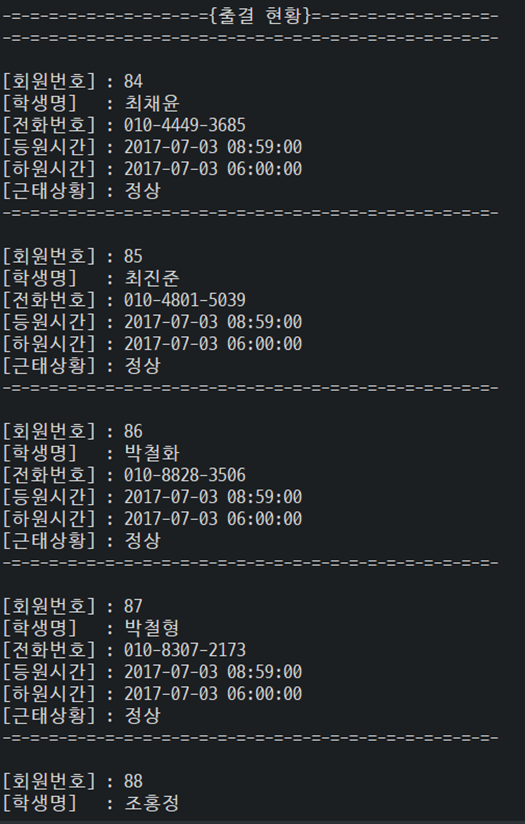 -=-=-=-=-=-=-=-=-=-=-={출결 현황}=-=-=-=-=-=-=-=-=-=-
-=-=-=-=-=-=-=-=-=-=-=-=-=-=-=-=-=-=-=-=-=-=-=-=-=-=-
[회원번호] : 84
[학생명]   : 최채윤
[전화번호] : 010-4449-3685
[등원시간] : 2017-07-03 08:59:00
[하원시간] : 2017-07-03 06:00:00
[근태상황] : 정상
-=-=-=-=-=-=-=-=-=-=-=-=-=-=-=-=-=-=-=-=-=-=-=-=-=-=-
[회원번호] : 85
[학생명]   : 최진준
[전화번호] : 010-4801-5039
[등원시간] : 2017-07-03 08:59:00
[하원시간] : 2017-07-03 06:00:00
[근태상황] : 정상
-=-=-=-=-=-=-=-=-=-=-=-=-=-=-=-=-=-=-=-=-=-=-=-=-=-=-
[회원번호] : 86
[학생명]   : 박철화
[전화번호] : 010-8828-3506
[등원시간] : 2017-07-03 08:59:00
[하원시간] : 2017-07-03 06:00:00
[근태상황] : 정상
-=-=-=-=-=-=-=-=-=-=-=-=-=-=-=-=-=-=-=-=-=-=-=-=-=-=-
[회원번호] : 87
[학생명]   : 박철형
[전화번호] : 010-8307-2173
[등원시간] : 2017-07-03 08:59:00
[하원시간] : 2017-07-03 06:00:00
[근태상황] : 정상
-=-=-=-=-=-=-=-=-=-=-=-=-=-=-=-=-=-=-=-=-=-=-=-=-=-=-
[회원번호] : 88
[학생명]   : 조홍정